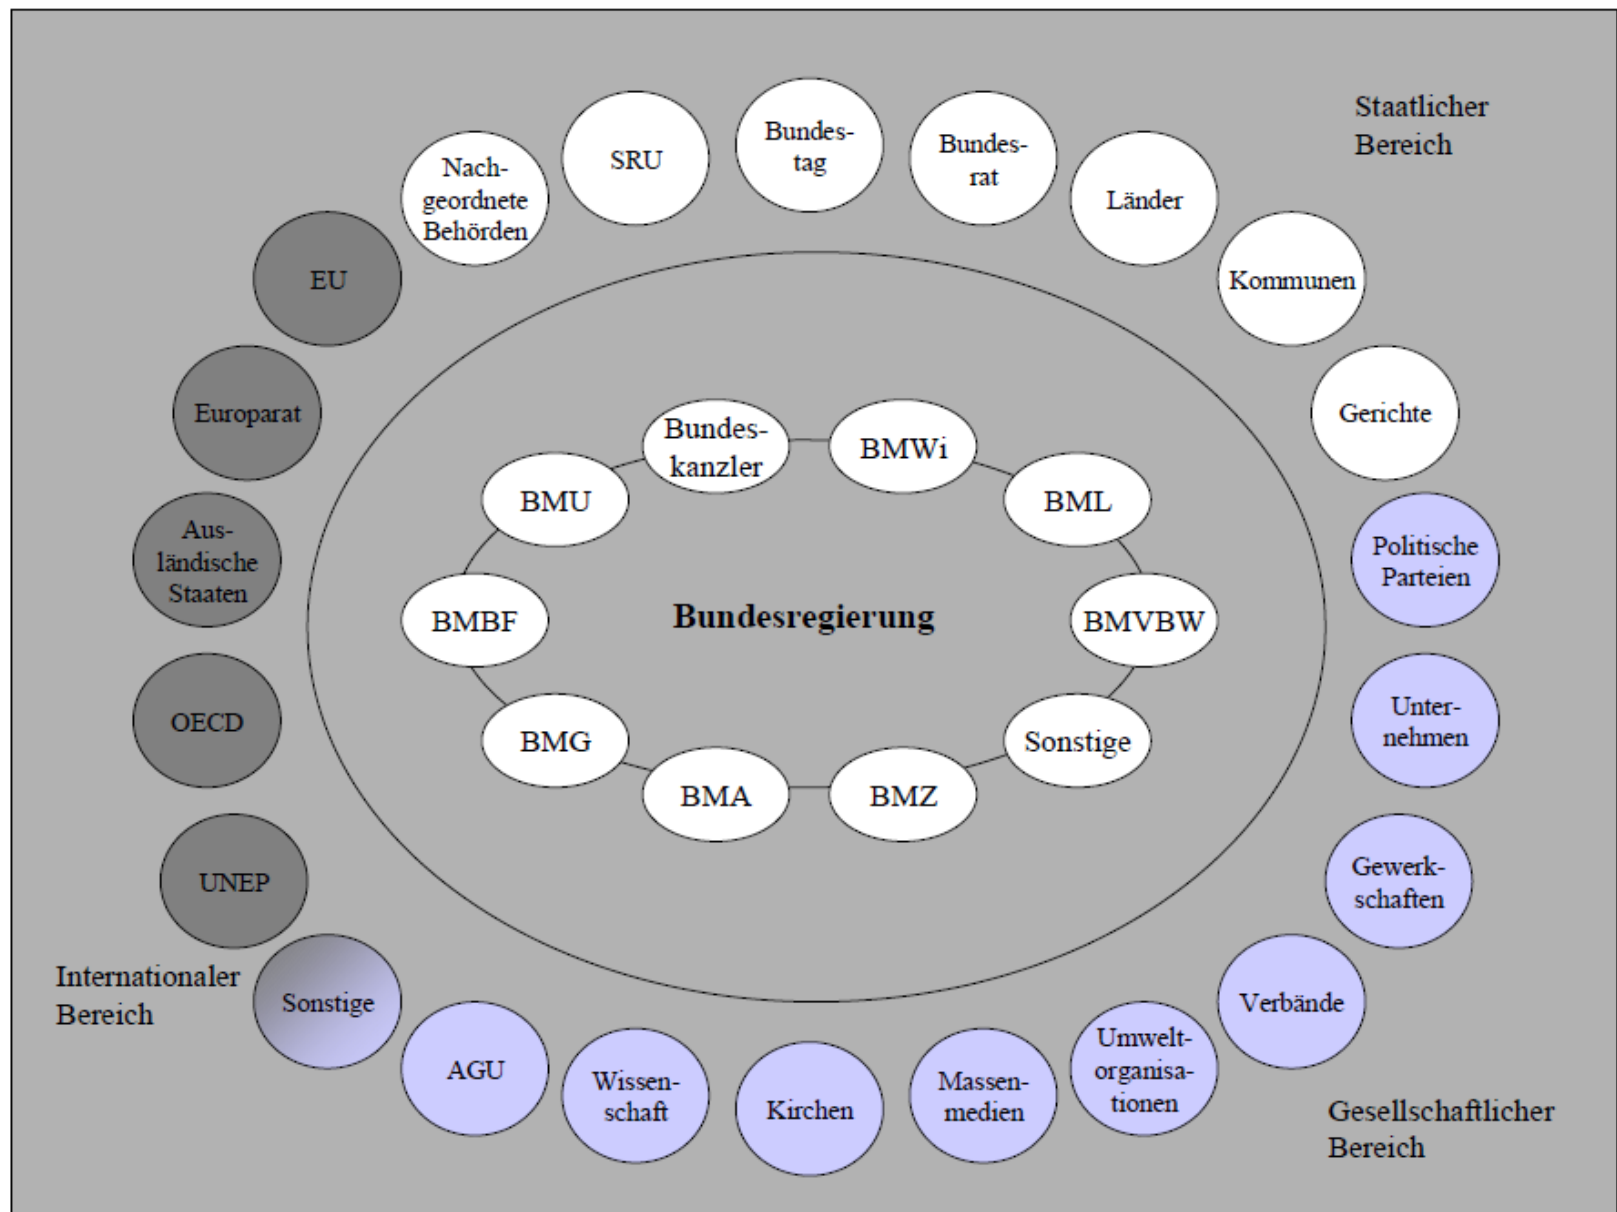 Staatlicher
Bereich
Bundes-
tag
SRU
Bundes-
rat
Nach-
geordnete
Behörden
Länder
EU
Kommunen
Europarat
Gerichte
Bundes-
kanzler
BMWi
BMU
BML
Aus-
ländische
Staaten
Politische
Parteien
BMBF
Bundesregierung
BMVBW
OECD
Unter-
nehmen
BMG
Sonstige
BMA
BMZ
UNEP
Gewerk-
schaften
Internationaler
Bereich
Sonstige
Verbände
AGU
Wissen-
schaft
Kirchen
Massen-
medien
Umwelt-
organisa-
tionen
Gesellschaftlicher
Bereich